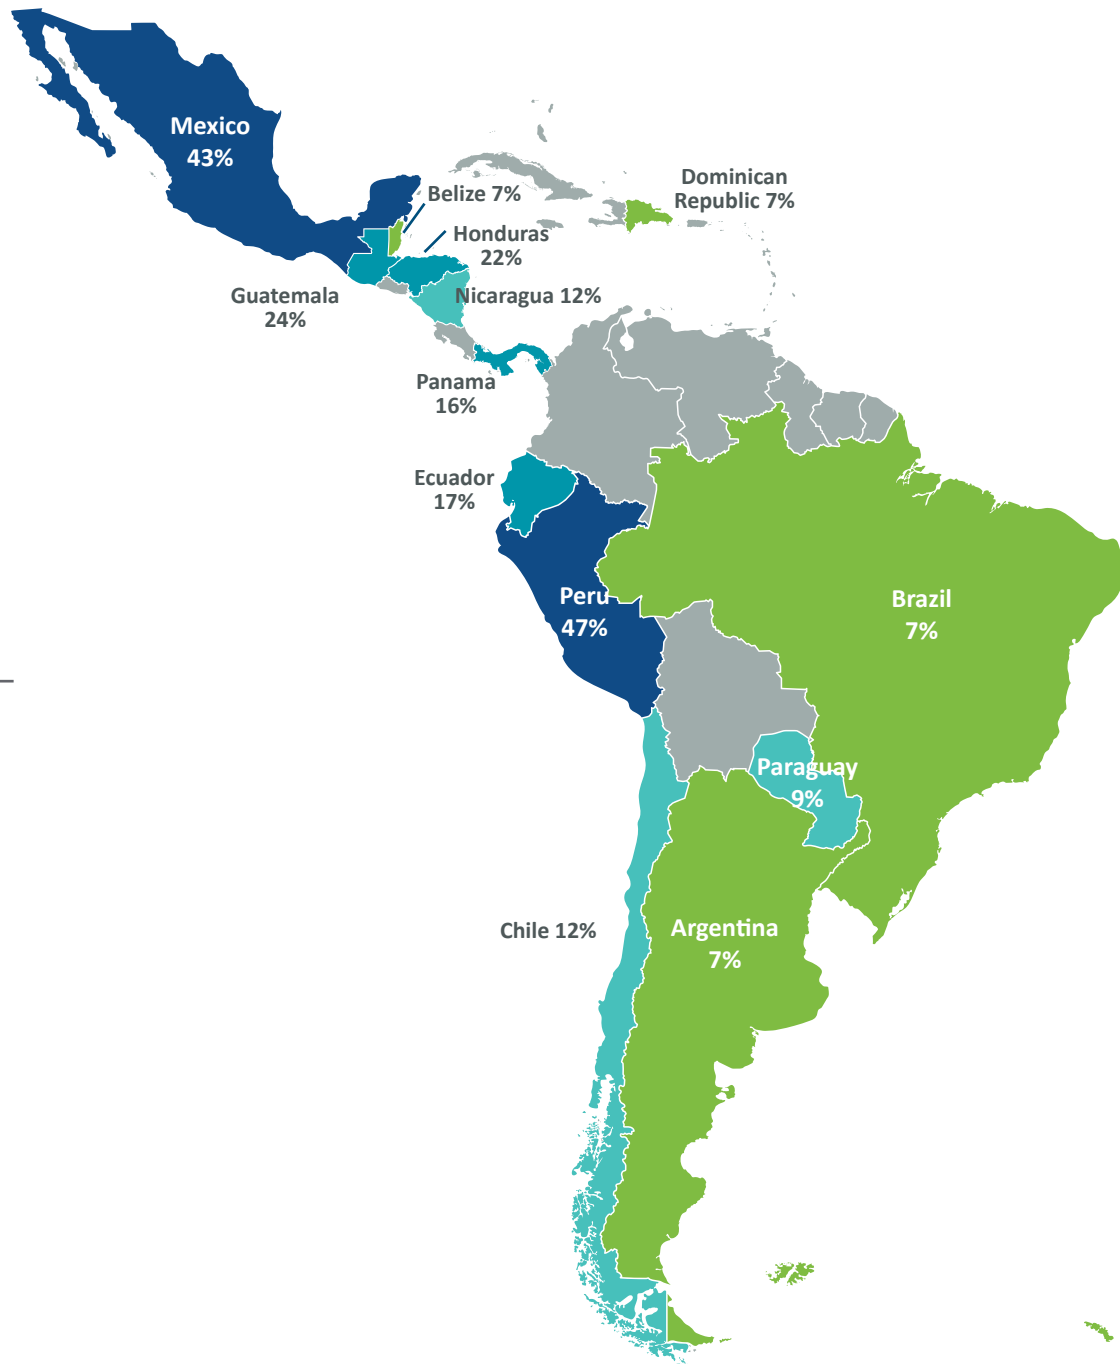 Mexico
43%
Dominican
Republic 7%
Belize 7%
Honduras
22%
Guatemala
24%
Nicaragua 12%
Panama
16%
Ecuador
17%
Peru
47%
Brazil
7%
Paraguay
9%
Chile 12%
Argentina
7%